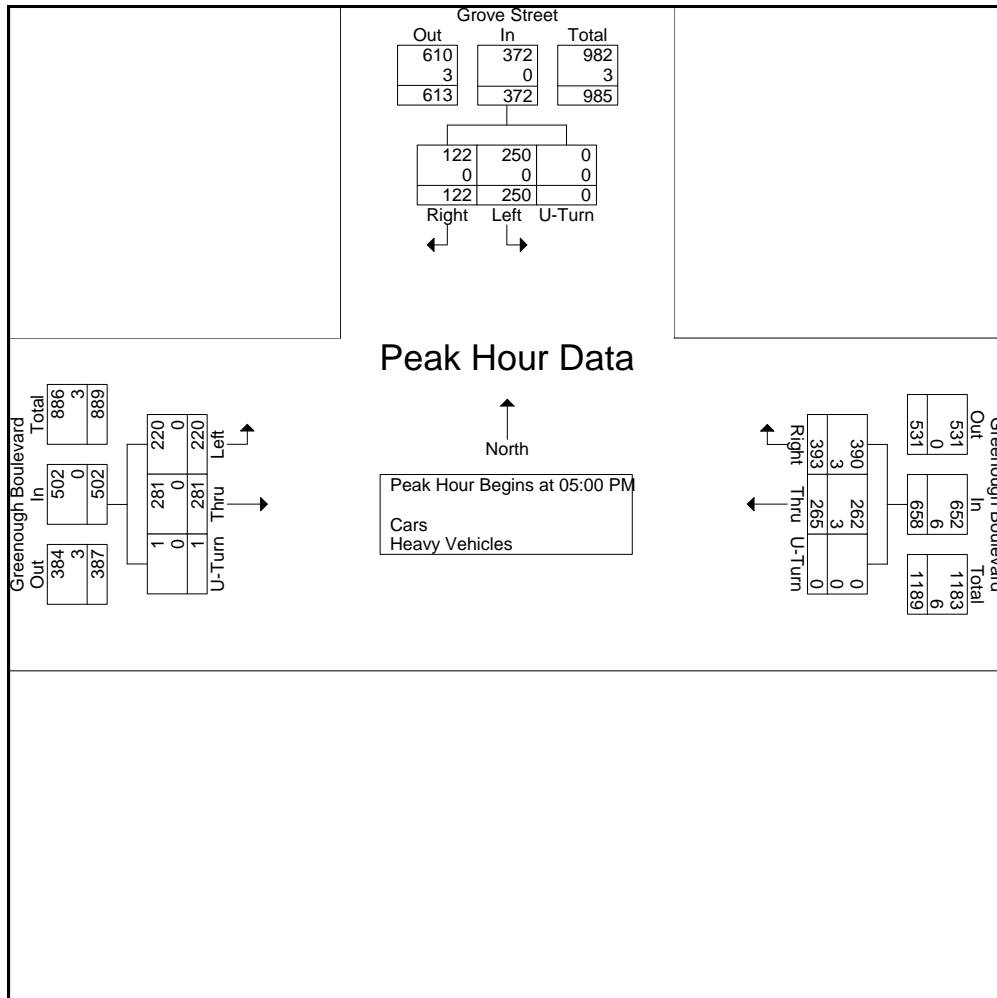 Grove Street
Out In Total
610 372 982
3 0 3
613 372 985
122 250 0
0 0 0
122 250 0
Right Left U-Turn
Peak Hour Data
North
Peak Hour Begins at 05:00 PM
Cars
Heavy Vehicles
Greenough Boulevard
Out In Total
384 502 886
3 0 3
387 502 889
1 281 220
0 0 0
1 281 220
U-Turn Thru Left
Greenough Boulevard
Out In Total
531 652 1183
0 6 6
531 658 1189
390 262 0
3 3 0
393 265 0
Right Thru U-Turn